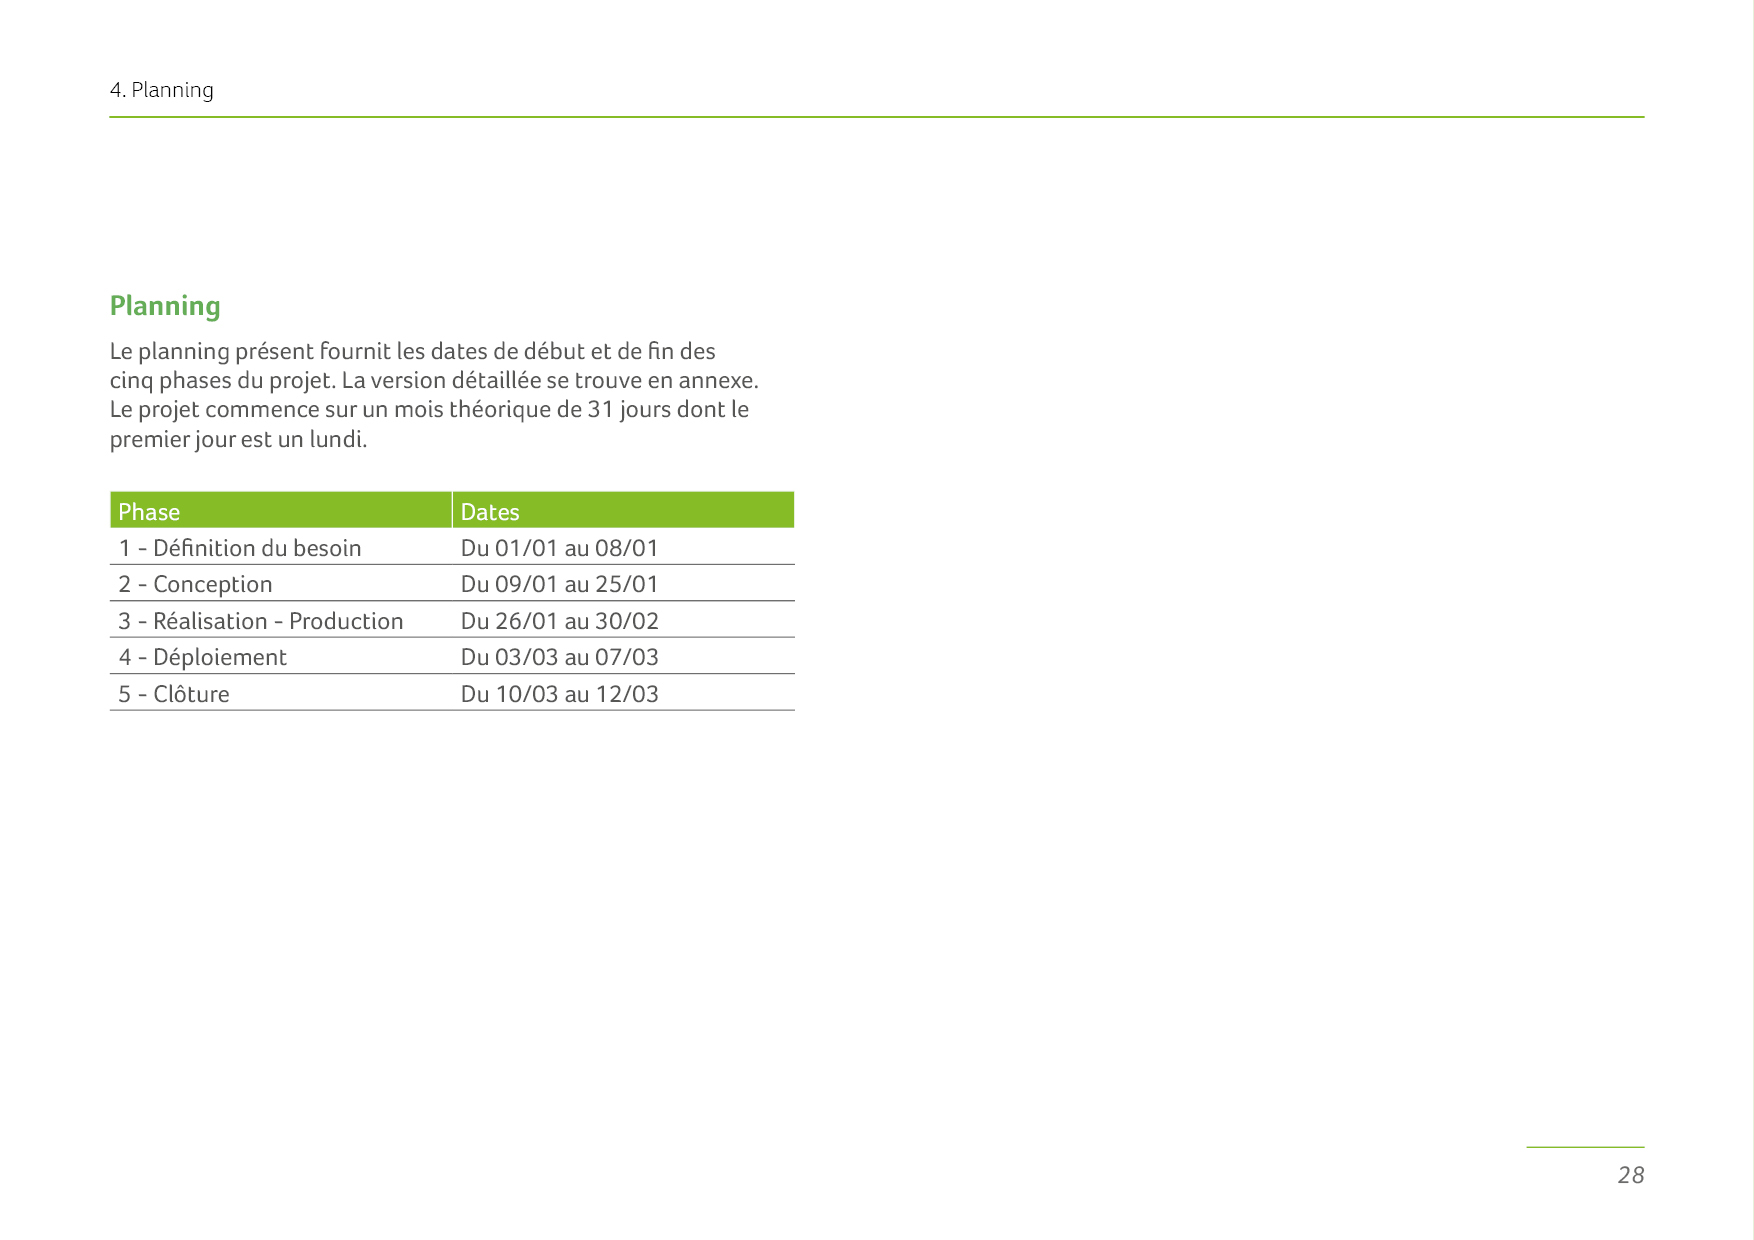 4. Planning
Planning
Le planning présent fournit les dates de début et de fin des
cinq phases du projet. La version détaillée se trouve en annexe.
Le projet commence sur un mois théorique de 31 jours dont le
premier jour est un lundi.
Phase Dates
1 - Définition du besoin Du 01/01 au 08/01
2 - Conception Du 09/01 au 25/01
3 - Réalisation - Production Du 26/01 au 30/02
4 - Déploiement Du 03/03 au 07/03
5 - Clôture Du 10/03 au 12/03
28